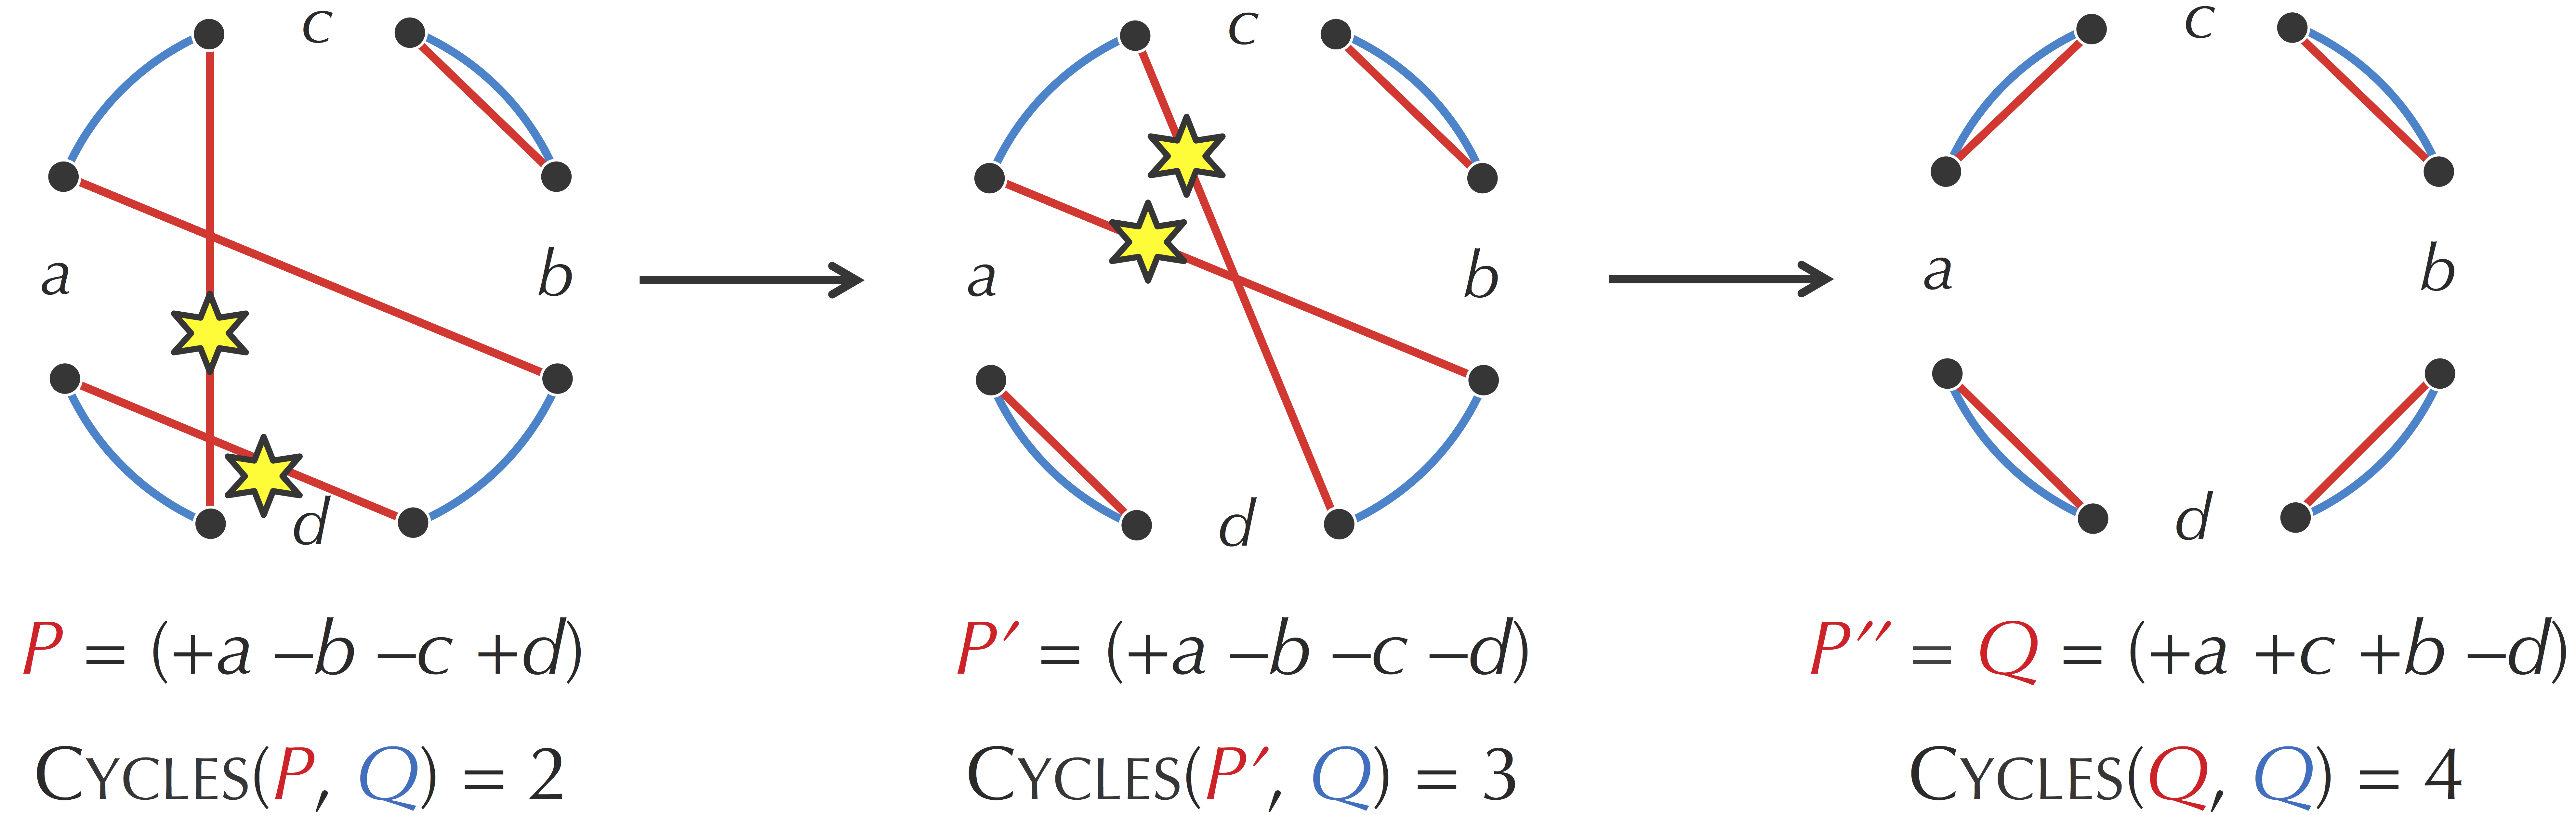 c
c
c
a
b
a
b
a
b
d
d
d
P = (+a –b –c +d)
P′ = (+a –b –c –d)
P′′ = Q = (+a +c +b –d)
CYCLES(P, Q) = 2
CYCLES(P′, Q) = 3
CYCLES(Q, Q) = 4